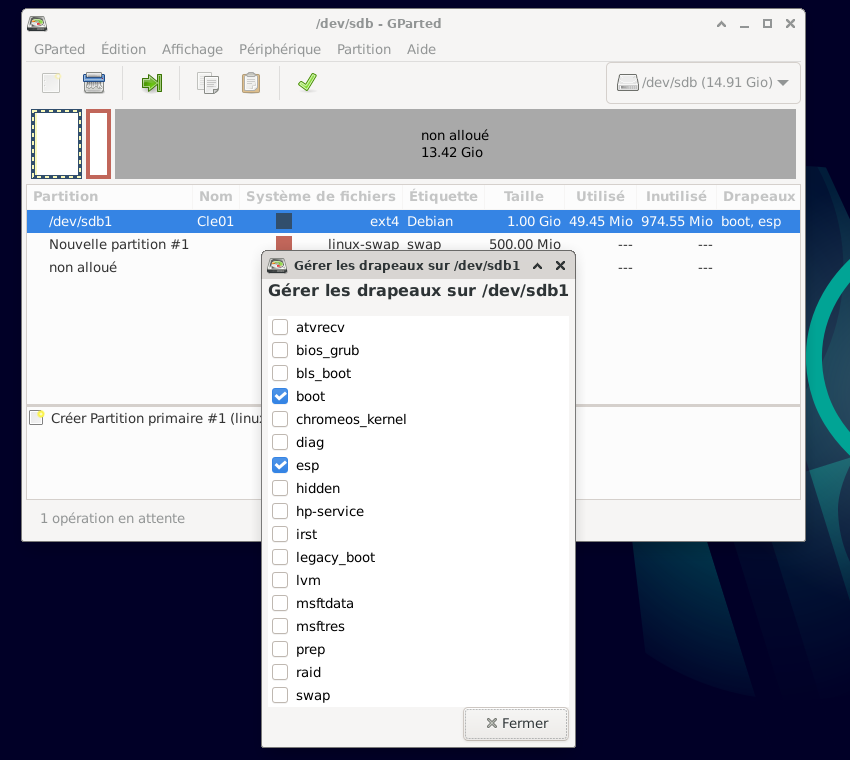 /dev/sdb - GParted
GParted Édition Affichage Périphérique Partition Aide
/dev/sdb (14.91 Gio)
non alloué
13.42 Gio
Partition Nom Système de fichiers Étiquette Taille Utilisé Inutilisé Drapeaux
/dev/sdb1 Cle01 ext4 Debian 1.00 Gio 49.45 Mio 974.55 Mio boot, esp
Nouvelle partition #1 linux-swap swap 500.00 Mio --- ---
non alloué --- ---
Gérer les drapeaux sur /dev/sdb1
Gérer les drapeaux sur /dev/sdb1
atvrecv
bios_grub
bls_boot
boot
Créer Partition primaire #1 (linu
chromeos_kernel
diag
esp
hidden
hp-service
1 opération en attente
irst
legacy_boot
lvm
msftdata
msftres
prep
raid
swap
Fermer